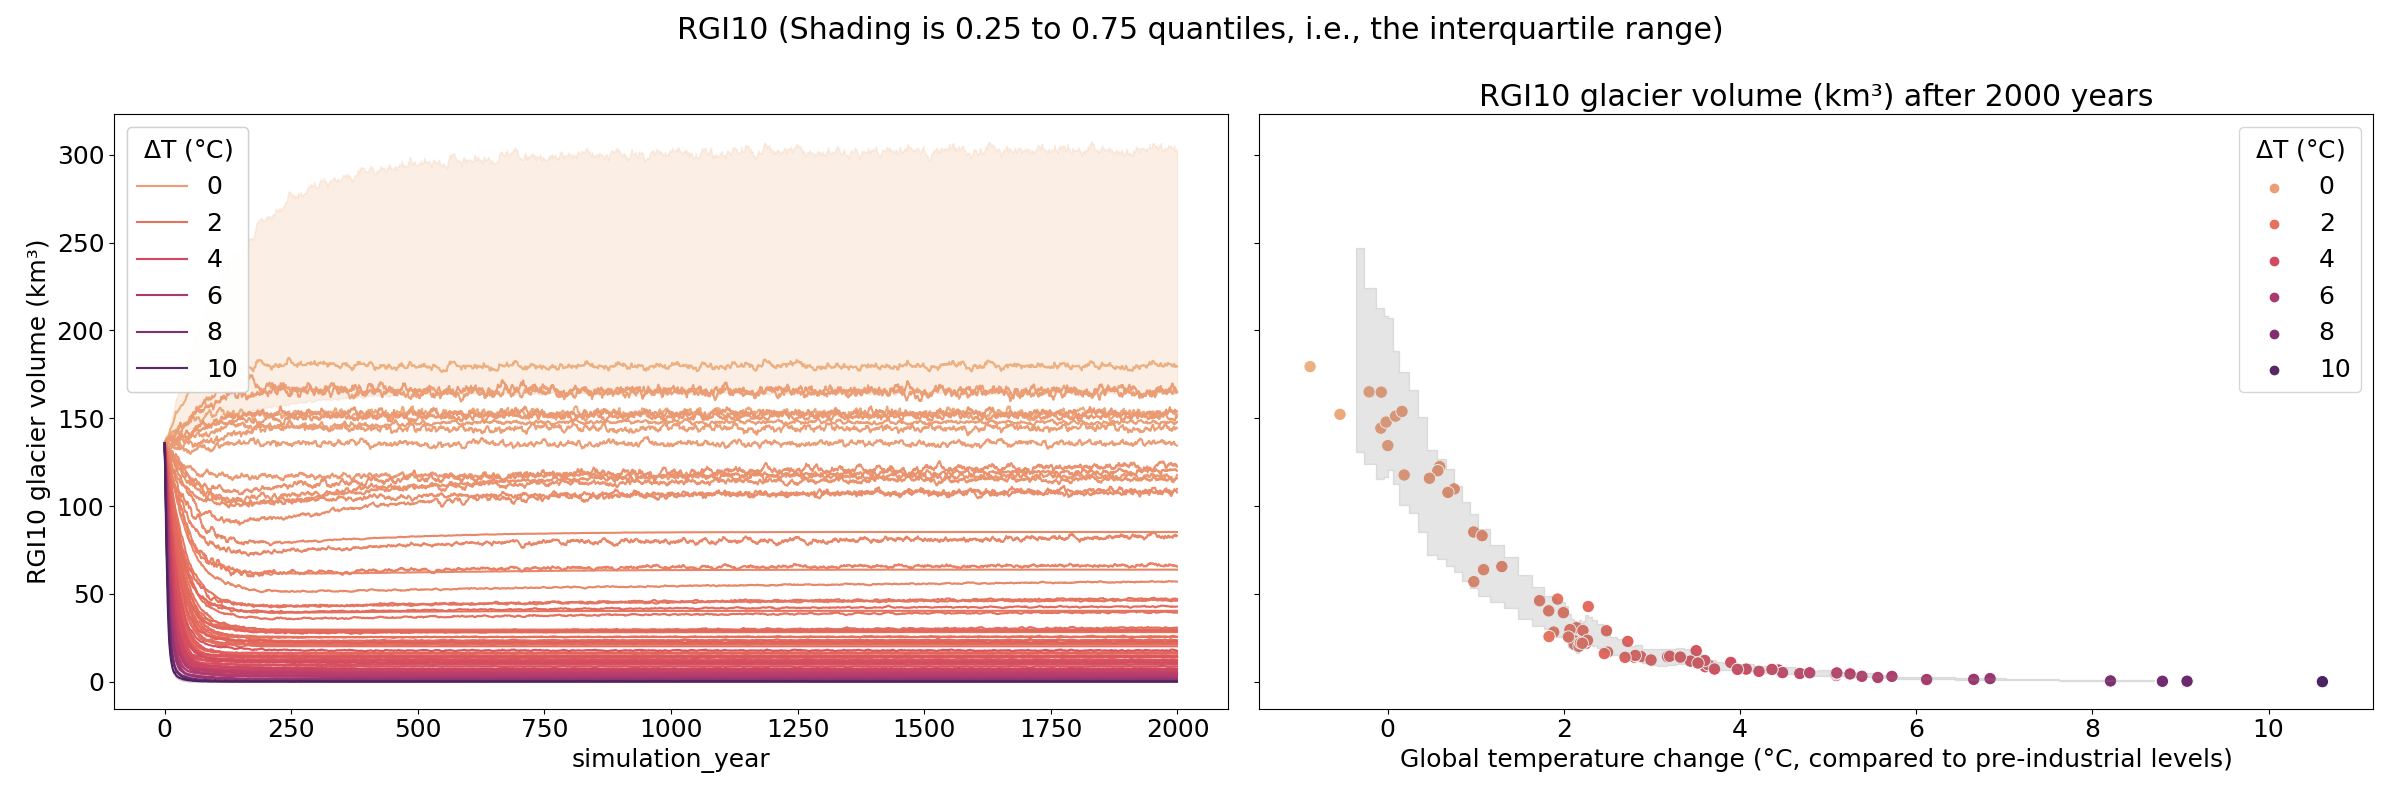 RGI10 (Shading is 0.25 to 0.75 quantiles, i.e., the interquartile range)
RGI10 glacier volume (km³)
300
250
200
150
100
50
0
ΔT (°C)
0
2
4
6
8
10
0 250 500 750 1000 1250 1500 1750 2000
simulation_year
RGI10 glacier volume (km³) after 2000 years
ΔT (°C)
0
2
4
6
8
10
0 2 4 6 8 10
Global temperature change (°C, compared to pre-industrial levels)